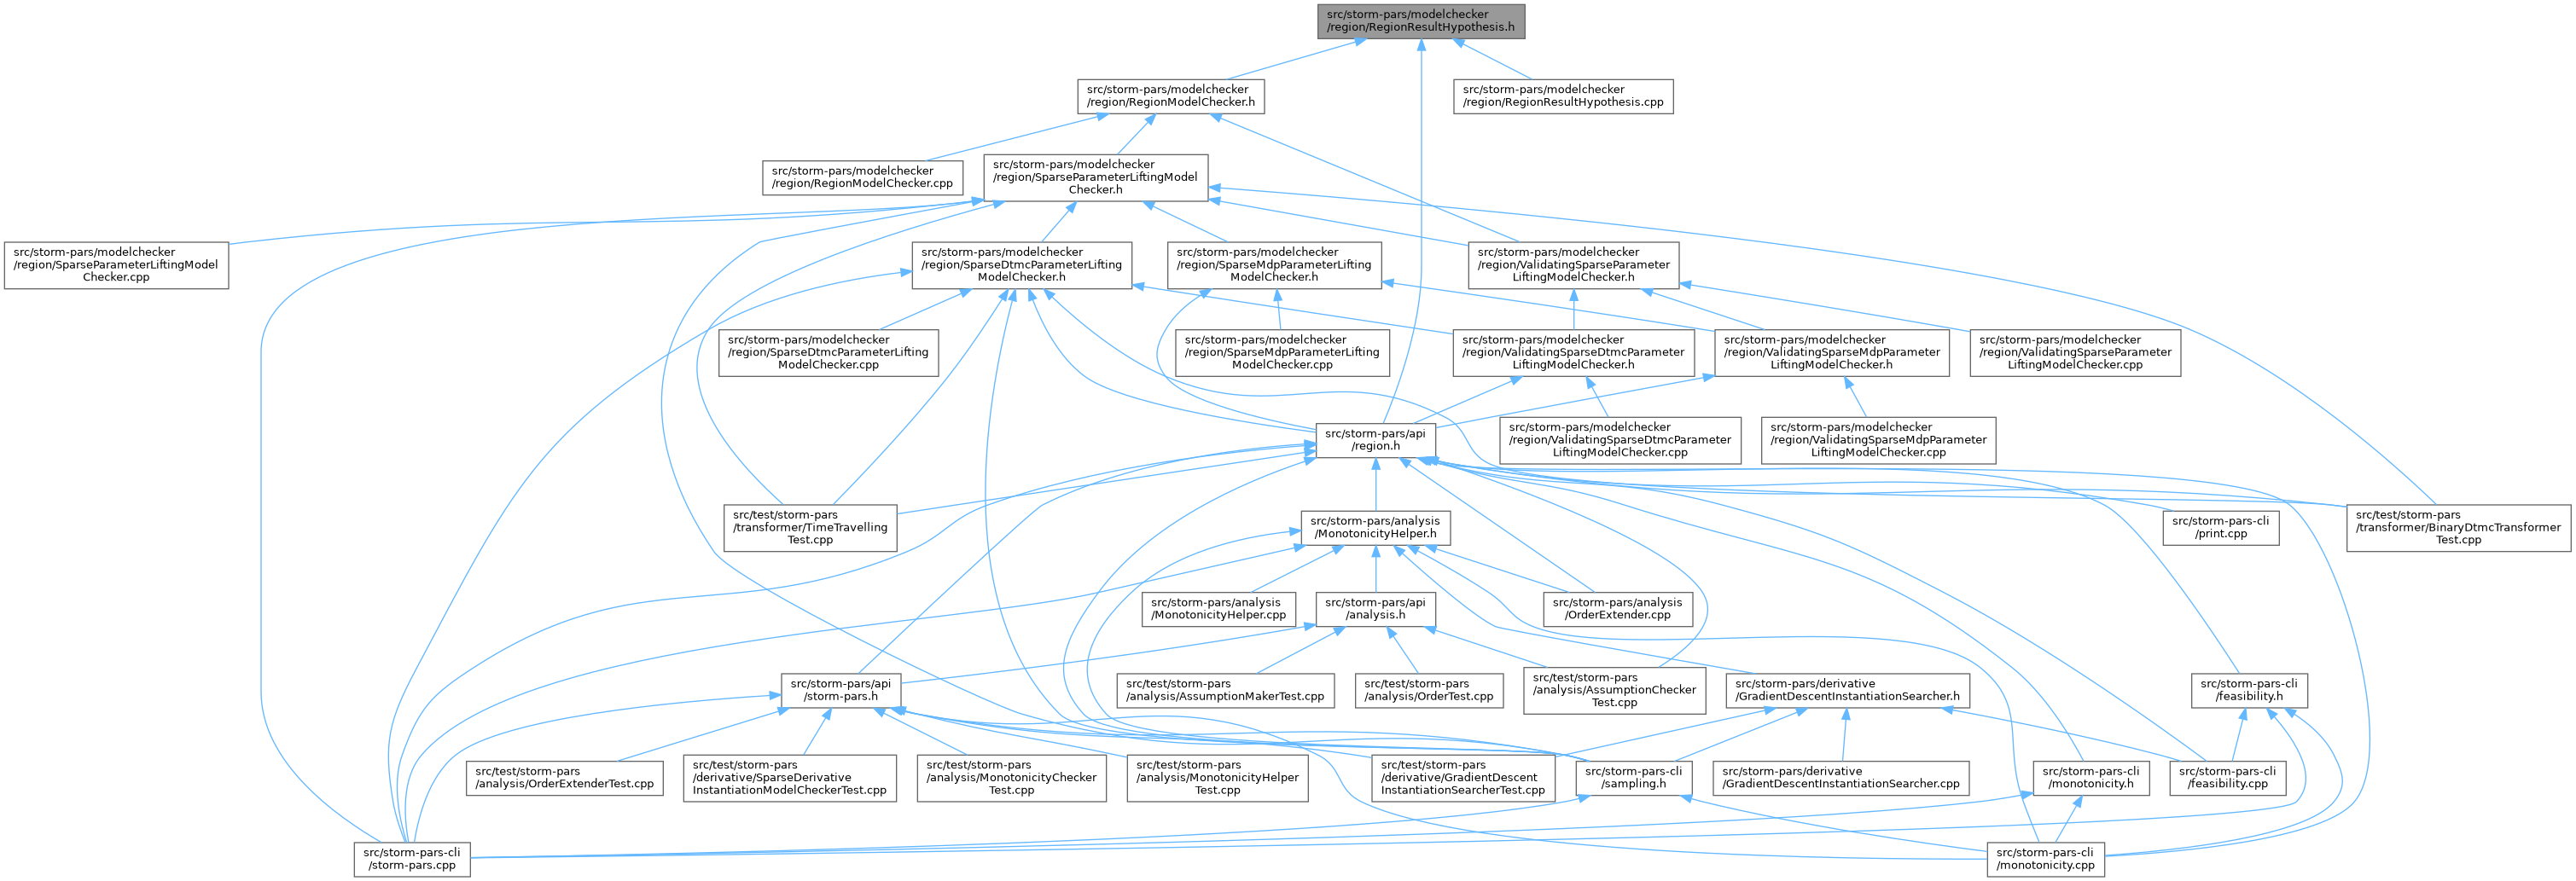 src/storm-pars/modelchecker
/region/RegionResultHypothesis.h
src/storm-pars/modelchecker
/region/RegionModelChecker.h
src/storm-pars/modelchecker
/region/RegionResultHypothesis.cpp
src/storm-pars/modelchecker
/region/RegionModelChecker.cpp
src/storm-pars/modelchecker
/region/SparseParameterLiftingModel
Checker.h
src/storm-pars/modelchecker
/region/SparseParameterLiftingModel
Checker.cpp
src/storm-pars/modelchecker
/region/SparseDtmcParameterLifting
ModelChecker.h
src/storm-pars/modelchecker
/region/SparseMdpParameterLifting
ModelChecker.h
src/storm-pars/modelchecker
/region/ValidatingSparseParameter
LiftingModelChecker.h
src/storm-pars/modelchecker
/region/SparseDtmcParameterLifting
ModelChecker.cpp
src/storm-pars/modelchecker
/region/SparseMdpParameterLifting
ModelChecker.cpp
src/storm-pars/modelchecker
/region/ValidatingSparseDtmcParameter
LiftingModelChecker.h
src/storm-pars/modelchecker
/region/ValidatingSparseMdpParameter
LiftingModelChecker.h
src/storm-pars/modelchecker
/region/ValidatingSparseParameter
LiftingModelChecker.cpp
src/storm-pars/api
/region.h
src/storm-pars/modelchecker
/region/ValidatingSparseDtmcParameter
LiftingModelChecker.cpp
src/storm-pars/modelchecker
/region/ValidatingSparseMdpParameter
LiftingModelChecker.cpp
src/test/storm-pars
/transformer/TimeTravelling
Test.cpp
src/storm-pars/analysis
/MonotonicityHelper.h
src/storm-pars-cli
/print.cpp
src/test/storm-pars
/transformer/BinaryDtmcTransformer
Test.cpp
src/storm-pars/analysis
/MonotonicityHelper.cpp
src/storm-pars/api
/analysis.h
src/storm-pars/analysis
/OrderExtender.cpp
src/storm-pars/api
/storm-pars.h
src/test/storm-pars
/analysis/AssumptionMakerTest.cpp
src/test/storm-pars
/analysis/OrderTest.cpp
src/test/storm-pars
/analysis/AssumptionChecker
Test.cpp
src/storm-pars/derivative
/GradientDescentInstantiationSearcher.h
src/storm-pars-cli
/feasibility.h
src/test/storm-pars
/analysis/OrderExtenderTest.cpp
src/test/storm-pars
/derivative/SparseDerivative
InstantiationModelCheckerTest.cpp
src/test/storm-pars
/analysis/MonotonicityChecker
Test.cpp
src/test/storm-pars
/analysis/MonotonicityHelper
Test.cpp
src/test/storm-pars
/derivative/GradientDescent
InstantiationSearcherTest.cpp
src/storm-pars-cli
/sampling.h
src/storm-pars/derivative
/GradientDescentInstantiationSearcher.cpp
src/storm-pars-cli
/monotonicity.h
src/storm-pars-cli
/feasibility.cpp
src/storm-pars-cli
/storm-pars.cpp
src/storm-pars-cli
/monotonicity.cpp